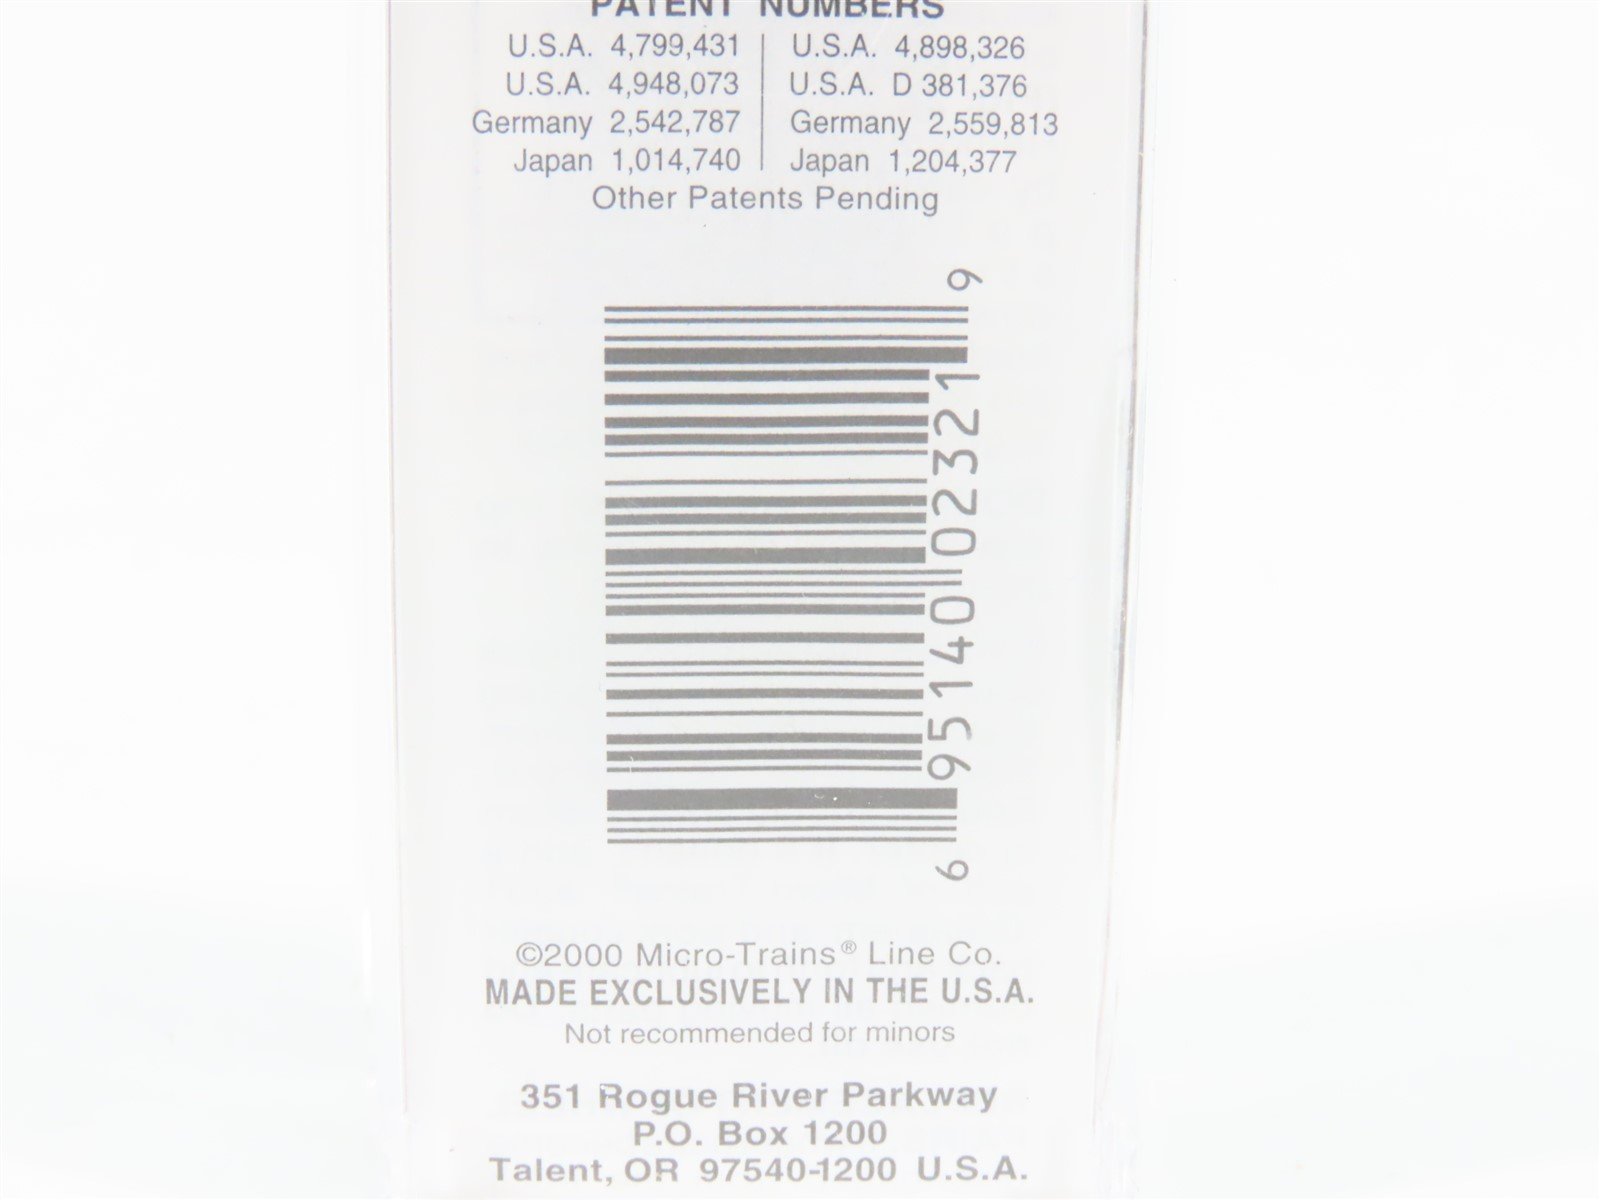 PATENT NUMBERS
U.S.A. 4,799,431 | U.S.A. 4,898,326
U.S.A. 4,948,073 | U.S.A. D 381,376
Germany 2,542,787 | Germany 2,559,813
Japan 1,014,740 | Japan 1,204,377
Other Patents Pending
6 95140 02321 9
©2000 Micro-Trains® Line Co.
MADE EXCLUSIVELY IN THE U.S.A.
Not recommended for minors
351 Rogue River Parkway
P.O. Box 1200
Talent, OR 97540-1200 U.S.A.